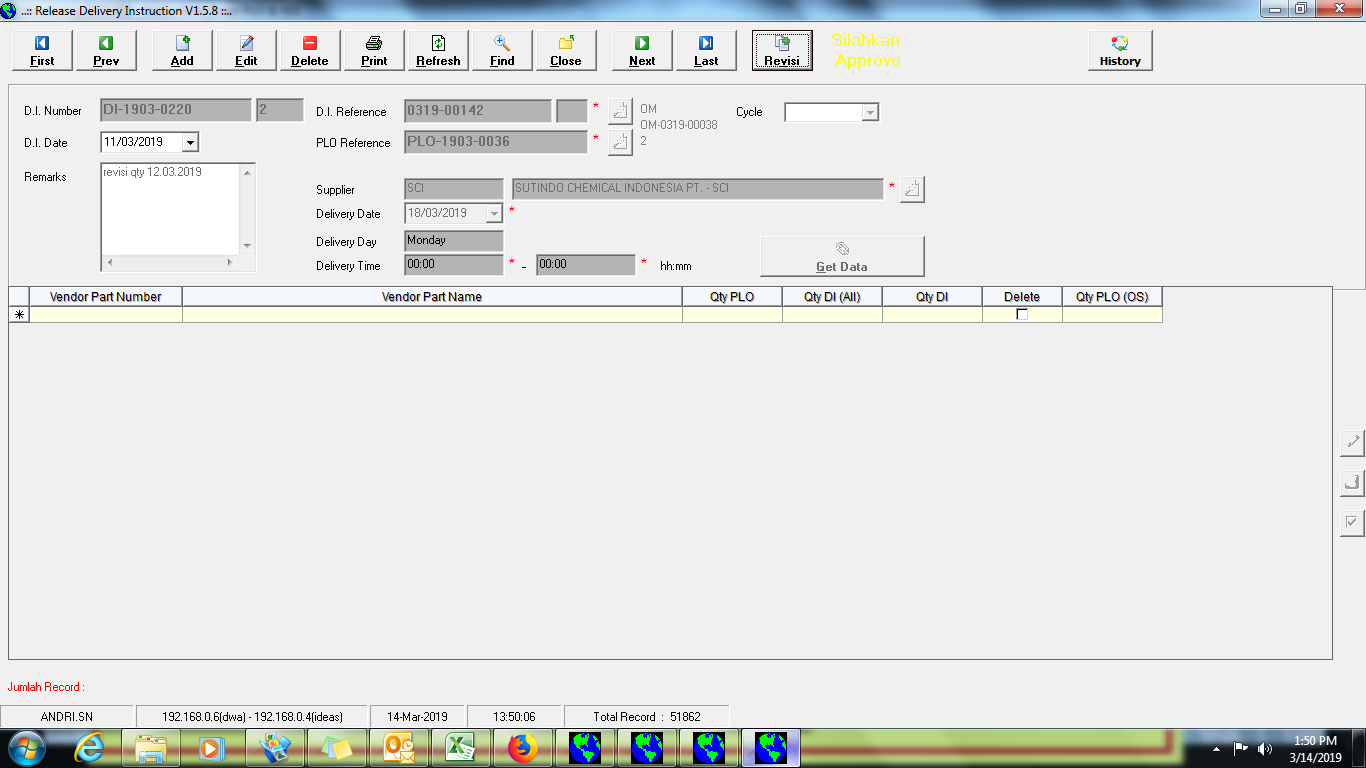 ..:: Release Delivery Instruction V1.5.8 ::..
First
Prev
Add
Edit
Delete
Print
Refresh
Find
Close
Next
Last
Revisi
Silahkan
Approve
History
D.I. Number
DI-1903-0220
2
D.I. Reference
0319-00142
*
OM
OM-0319-00038
2
Cycle
D.I. Date
11/03/2019
PLO Reference
PLO-1903-0036
*
Remarks
revisi qty 12.03.2019
Supplier
SCI
SUTINDO CHEMICAL INDONESIA PT. - SCI
*
Delivery Date
18/03/2019
*
Delivery Day
Monday
Delivery Time
00:00
*
-
00:00
*
hh:mm
Get Data
Vendor Part Number
Vendor Part Name
Qty PLO
Qty DI (All)
Qty DI
Delete
Qty PLO (OS)
Jumlah Record :
ANDRI.SN
192.168.0.6(dwa) - 192.168.0.4(ideas)
14-Mar-2019
13:50:06
Total Record : 51862
1:50 PM
3/14/2019